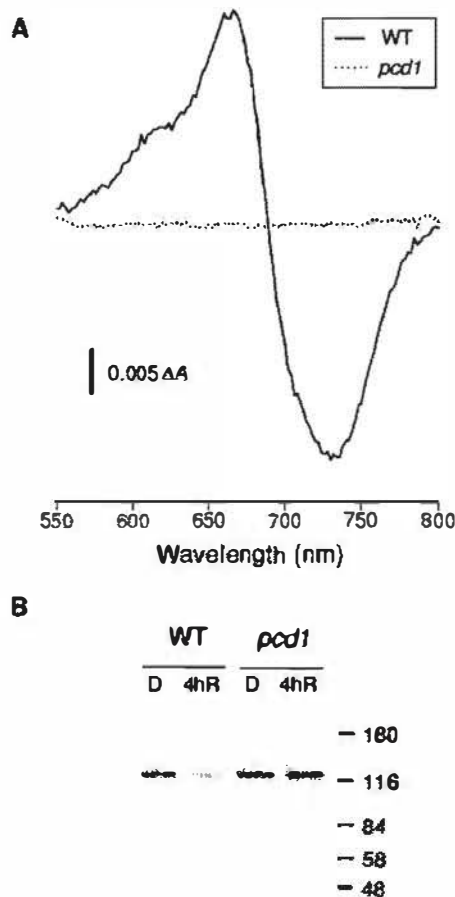 A
WT
pcd1
0.005 ΔA
550 600 650 700 750 800
Wavelength (nm)
B
WT pcd1
D 4hR D 4hR
180
116
84
58
48